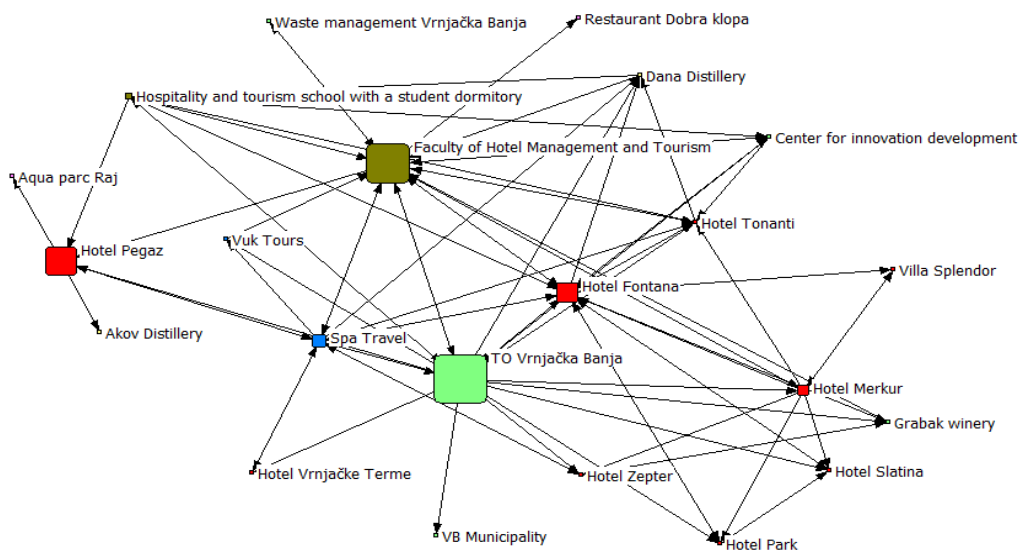 Waste management Vrnjačka Banja
Restaurant Dobra klopa
Dana Distillery
Hospitality and tourism school with a student dormitory
Center for innovation development
Faculty of Hotel Management and Tourism
Aqua parc Raj
Hotel Tonanti
Vuk Tours
Hotel Pegaz
Villa Splendor
Hotel Fontana
Akov Distillery
Spa Travel
TO Vrnjačka Banja
Hotel Merkur
Grabak winery
Hotel Vrnjačke Terme
Hotel Zepter
Hotel Slatina
VB Municipality
Hotel Park